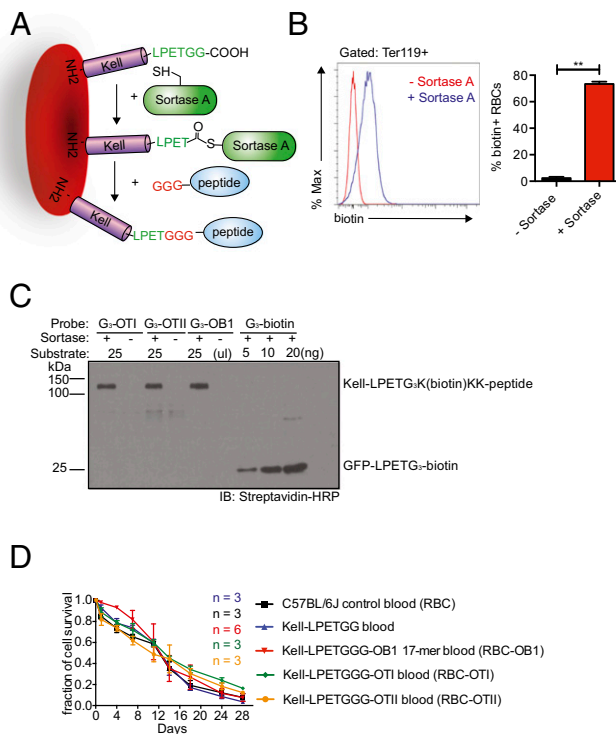 A
NH2
Kell
LPETGG-COOH
SH
+
Sortase A
NH2
Kell
LPET
O
S
Sortase A
+
GGG
peptide
NH2
Kell
LPETGGG
peptide
B
Gated: Ter119+
- Sortase A
+ Sortase A
% Max
biotin
**
% biotin+ RBCs
80
60
40
20
0
- Sortase
+ Sortase
C
Probe: G3-OTI G3-OTII G3-OB1 G3-biotin
Sortase: + - + - + - + + +
Substrate: 25 25 25 (ul) 5 10 20(ng)
kDa
150
100
25
Kell-LPETG3K(biotin)KK-peptide
GFP-LPETG3-biotin
IB: Streptavidin-HRP
D
fraction of cell survival
1.0
0.8
0.6
0.4
0.2
0.0
0 4 8 12 16 20 24 28
Days
n = 3
n = 3
n = 6
n = 3
n = 3
C57BL/6J control blood (RBC)
Kell-LPETGG blood
Kell-LPETGGG-OB1 17-mer blood (RBC-OB1)
Kell-LPETGGG-OTI blood (RBC-OTI)
Kell-LPETGGG-OTII blood (RBC-OTII)